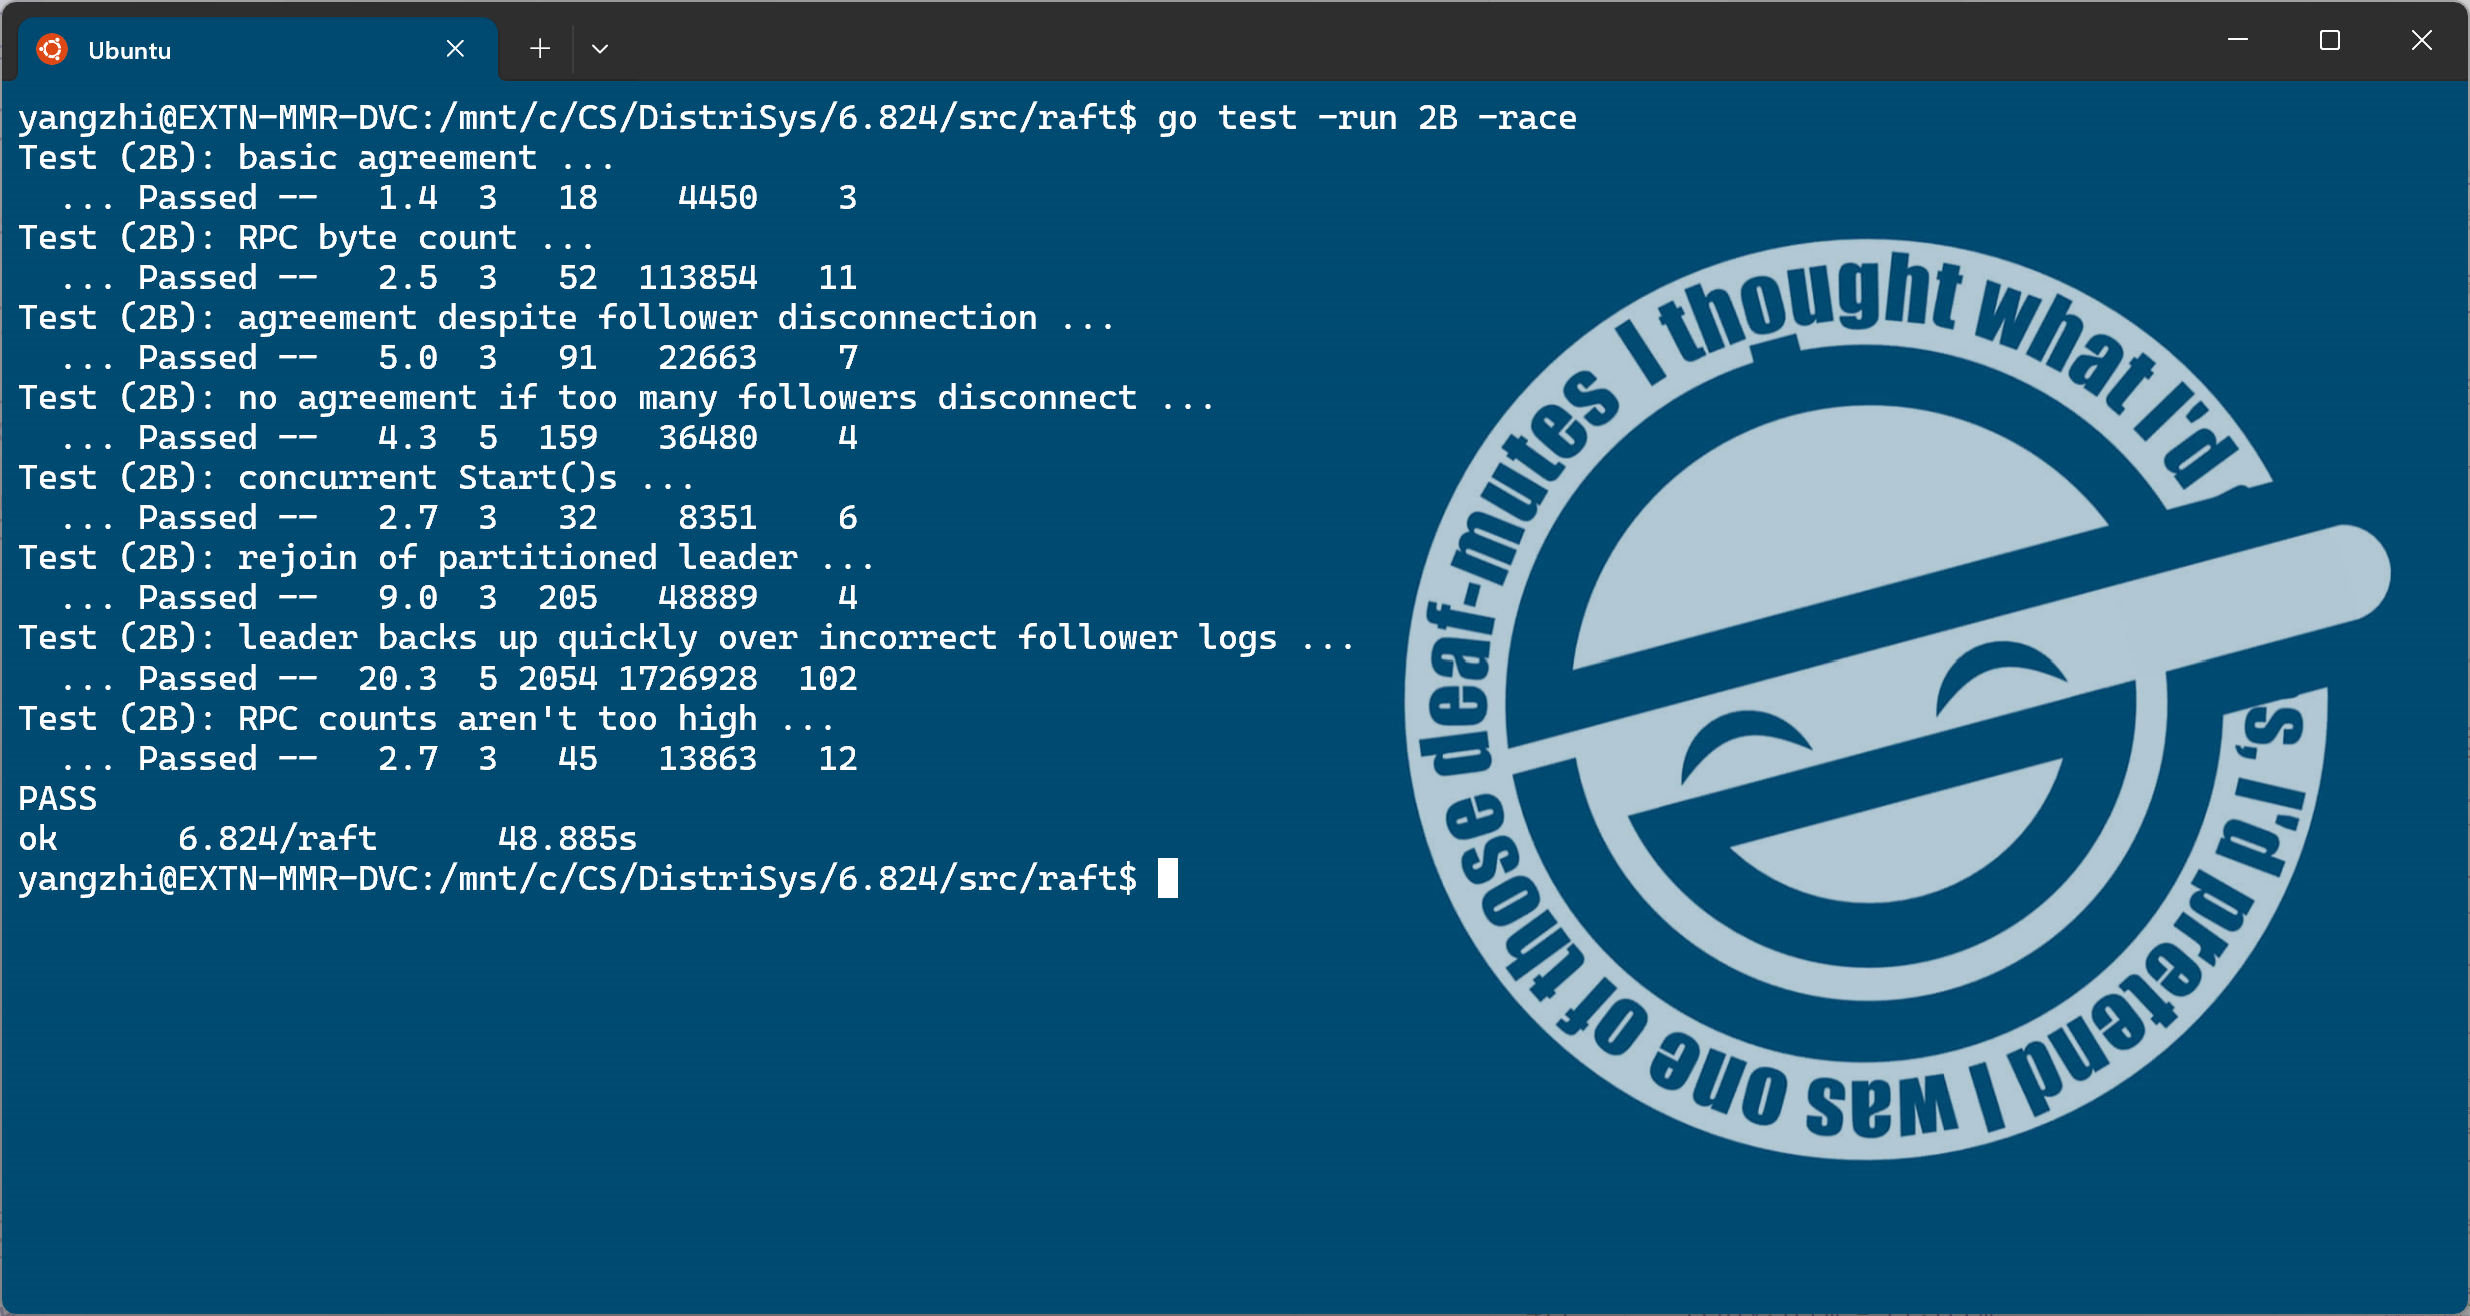 Ubuntu
yangzhi@EXTN-MMR-DVC:/mnt/c/CS/DistriSys/6.824/src/raft$ go test -run 2B -race
Test (2B): basic agreement ...
  ... Passed --   1.4  3   18    4450    3
Test (2B): RPC byte count ...
  ... Passed --   2.5  3   52  113854   11
Test (2B): agreement despite follower disconnection ...
  ... Passed --   5.0  3   91   22663    7
Test (2B): no agreement if too many followers disconnect ...
  ... Passed --   4.3  5  159   36480    4
Test (2B): concurrent Start()s ...
  ... Passed --   2.7  3   32    8351    6
Test (2B): rejoin of partitioned leader ...
  ... Passed --   9.0  3  205   48889    4
Test (2B): leader backs up quickly over incorrect follower logs ...
  ... Passed --  20.3  5 2054 1726928  102
Test (2B): RPC counts aren't too high ...
  ... Passed --   2.7  3   45   13863   12
PASS
ok      6.824/raft      48.885s
yangzhi@EXTN-MMR-DVC:/mnt/c/CS/DistriSys/6.824/src/raft$
I thought what I'd
s, I'd pretend I was one of those deaf-mutes